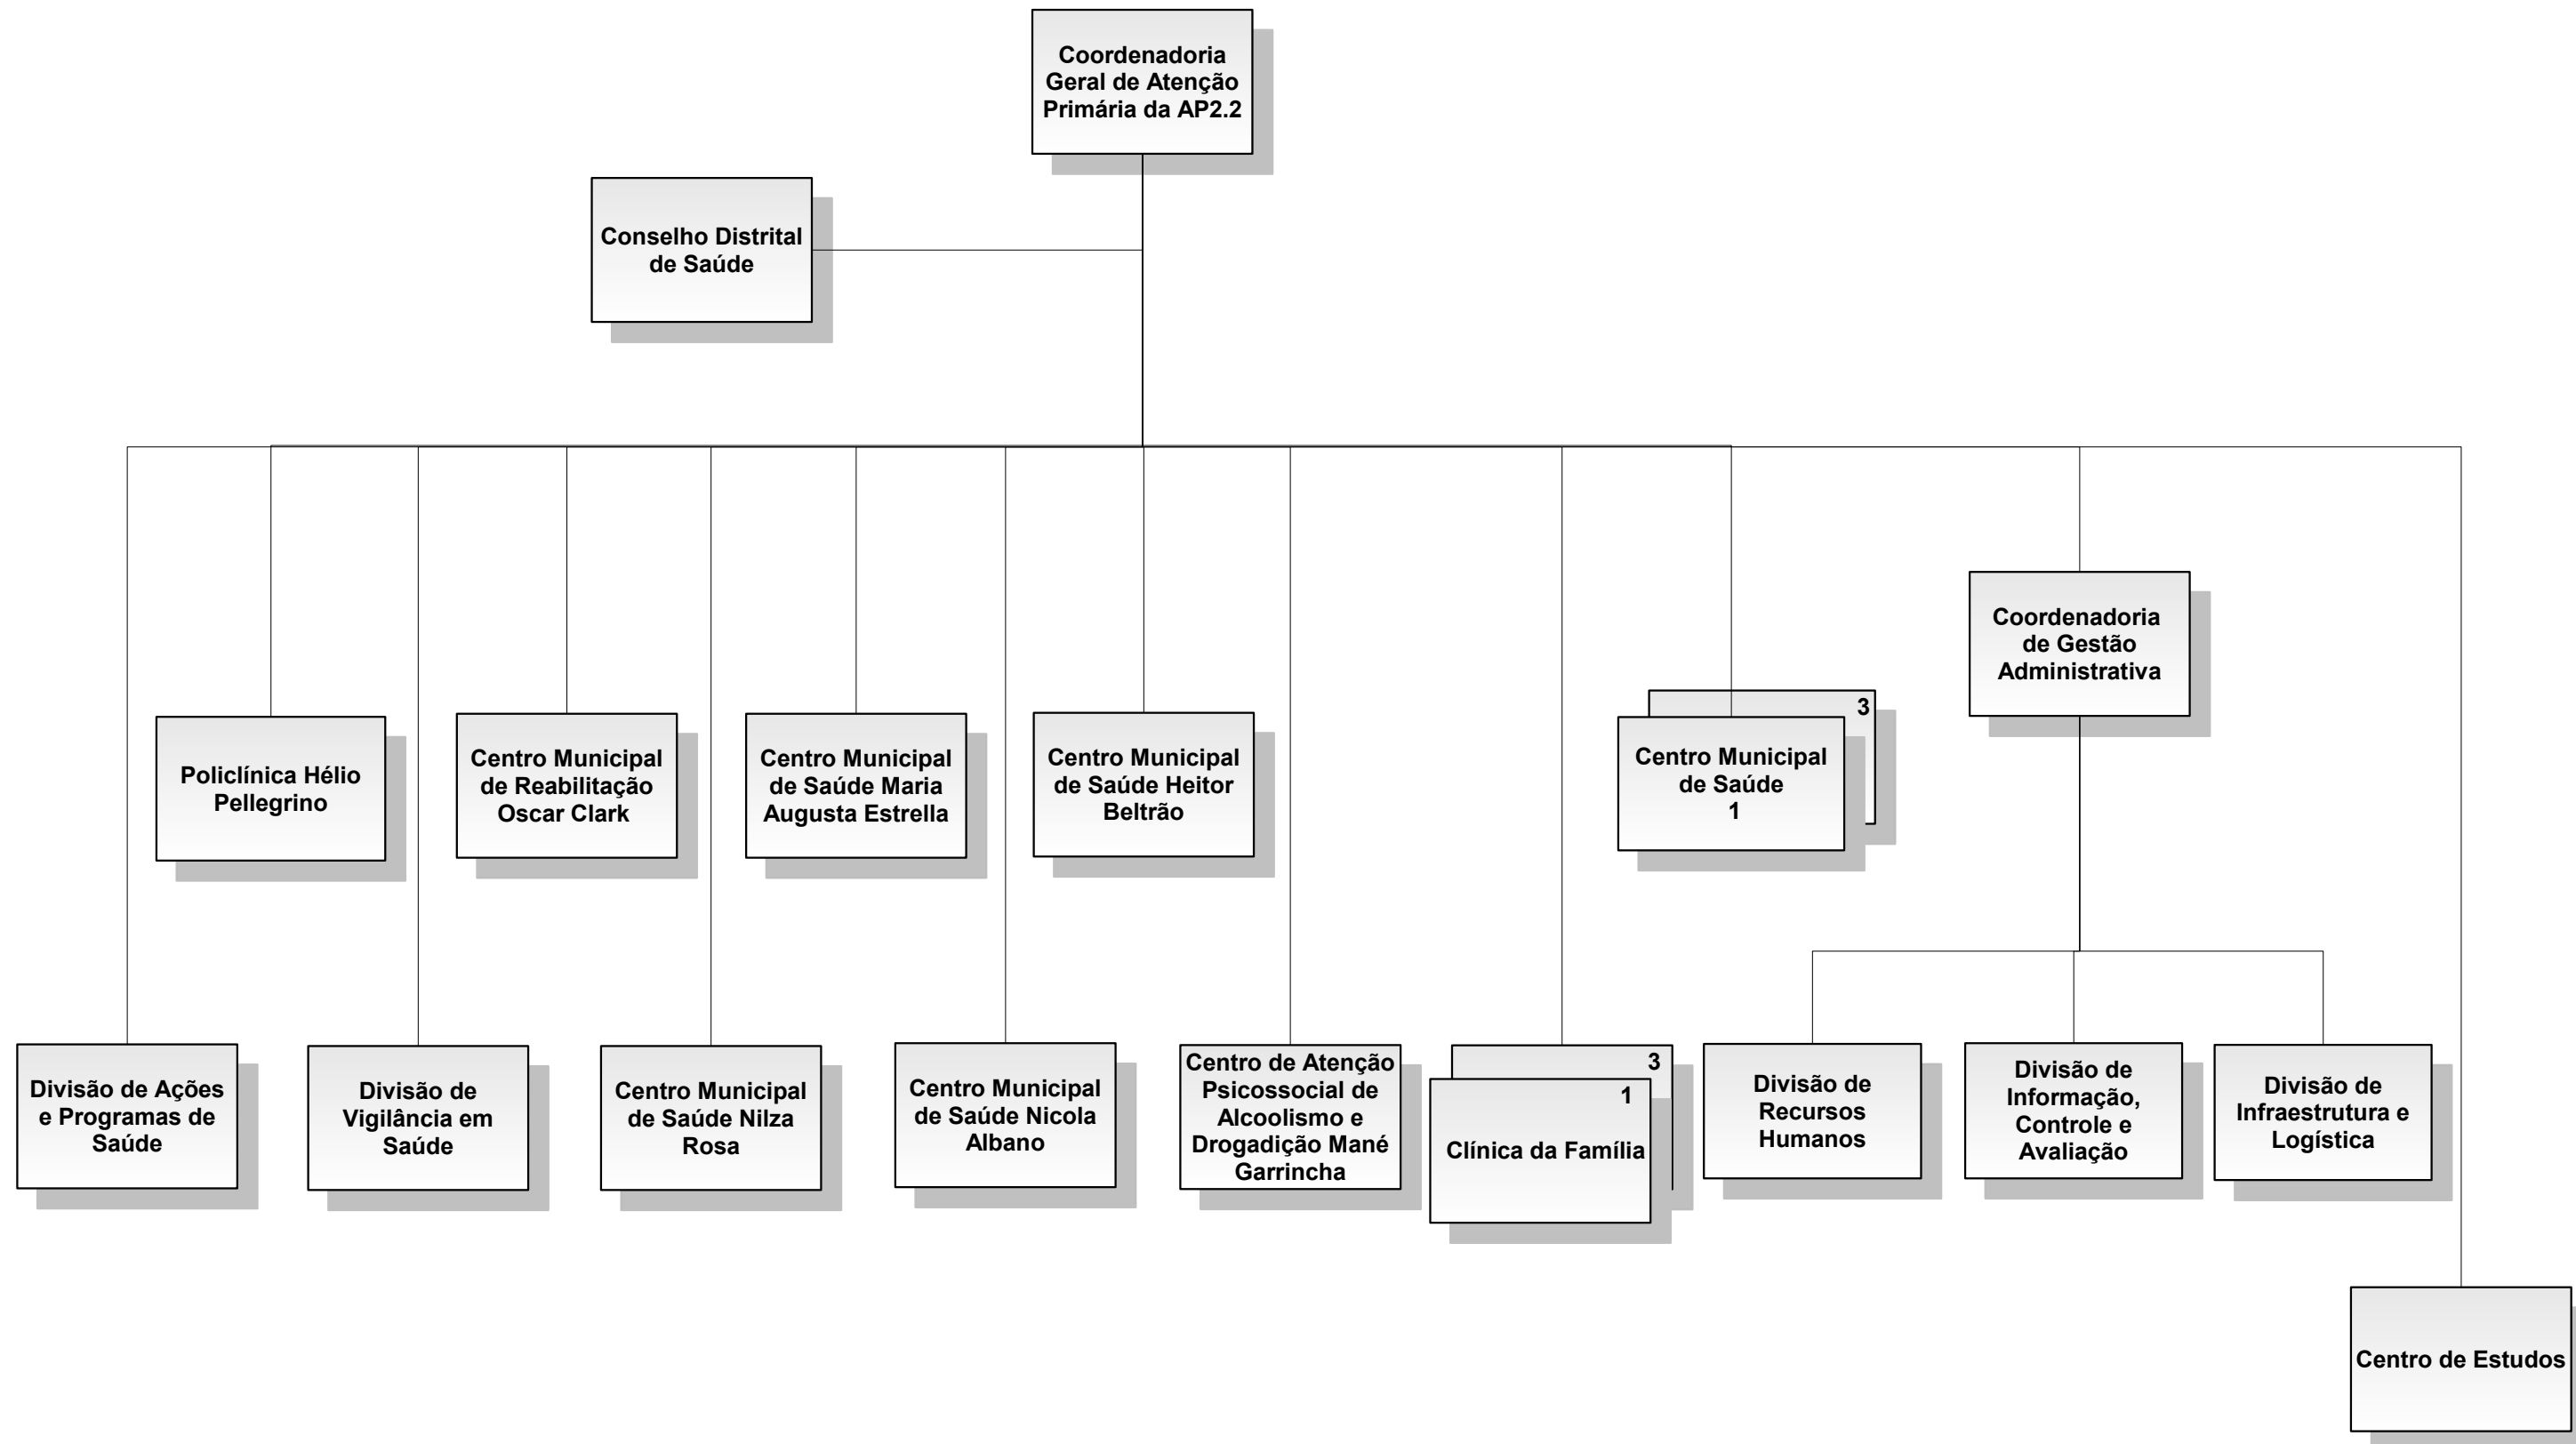 Coordenadoria
Geral de Atenção
Primária da AP2.2
Conselho Distrital
de Saúde
Coordenadoria
de Gestão
Administrativa
Policlínica Hélio
Pellegrino
Centro Municipal
de Reabilitação
Oscar Clark
Centro Municipal
de Saúde Maria
Augusta Estrella
Centro Municipal
de Saúde Heitor
Beltrão
3
Centro Municipal
de Saúde
1
Divisão de Ações
e Programas de
Saúde
Divisão de
Vigilância em
Saúde
Centro Municipal
de Saúde Nilza
Rosa
Centro Municipal
de Saúde Nicola
Albano
Centro de Atenção
Psicossocial de
Alcoolismo e
Drogadição Mané
Garrincha
3
1
Clínica da Família
Divisão de
Recursos
Humanos
Divisão de
Informação,
Controle e
Avaliação
Divisão de
Infraestrutura e
Logística
Centro de Estudos